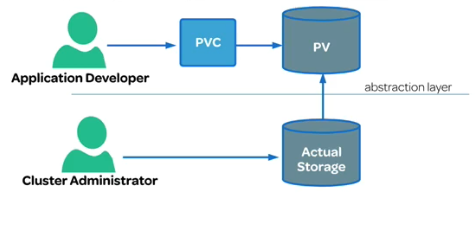 PVC
PV
Application Developer
abstraction layer
Actual
Storage
Cluster Administrator